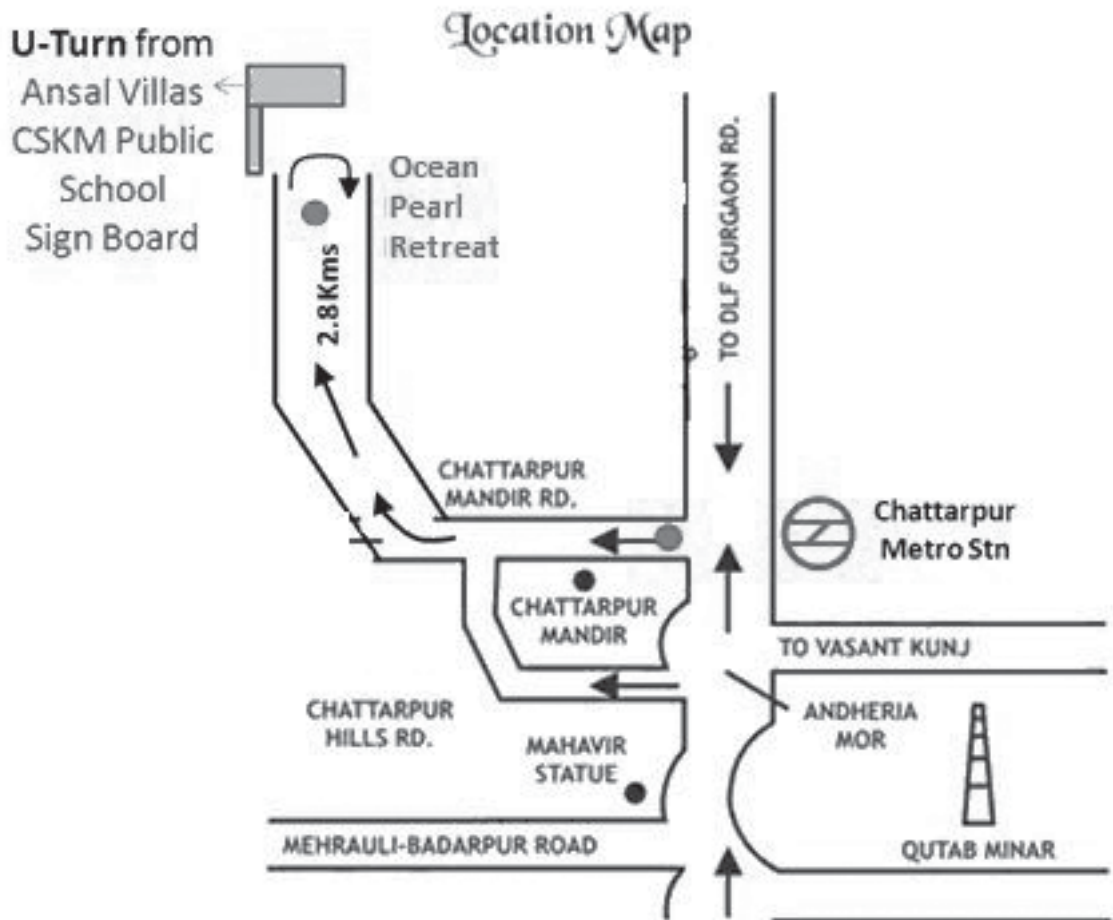 Location Map
U-Turn from
Ansal Villas
CSKM Public
School
Sign Board
Ocean
Pearl
Retreat
2.8 Kms
TO DLF GURGAON RD.
CHATTARPUR
MANDIR RD.
Chattarpur
Metro Stn
CHATTARPUR
MANDIR
TO VASANT KUNJ
CHATTARPUR
HILLS RD.
MAHAVIR
STATUE
ANDHERIA
MOR
MEHRAULI-BADARPUR ROAD
QUTAB MINAR